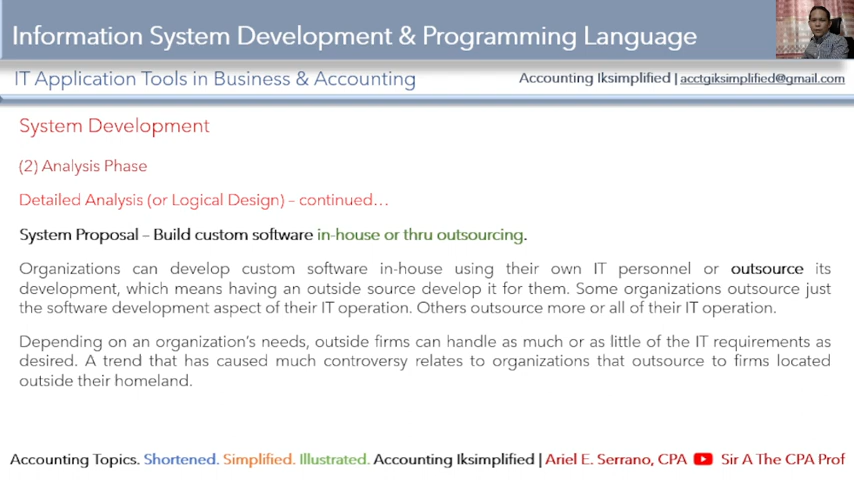 Information System Development & Programming Language
IT Application Tools in Business & Accounting
Accounting Iksimplified | acctgiksimplified@gmail.com
System Development
(2) Analysis Phase
Detailed Analysis (or Logical Design) – continued…
System Proposal – Build custom software in-house or thru outsourcing.
Organizations can develop custom software in-house using their own IT personnel or outsource its
development, which means having an outside source develop it for them. Some organizations outsource just
the software development aspect of their IT operation. Others outsource more or all of their IT operation.
Depending on an organization's needs, outside firms can handle as much or as little of the IT requirements as
desired. A trend that has caused much controversy relates to organizations that outsource to firms located
outside their homeland.
Accounting Topics. Shortened. Simplified. Illustrated. Accounting Iksimplified | Ariel E. Serrano, CPA Sir A The CPA Prof